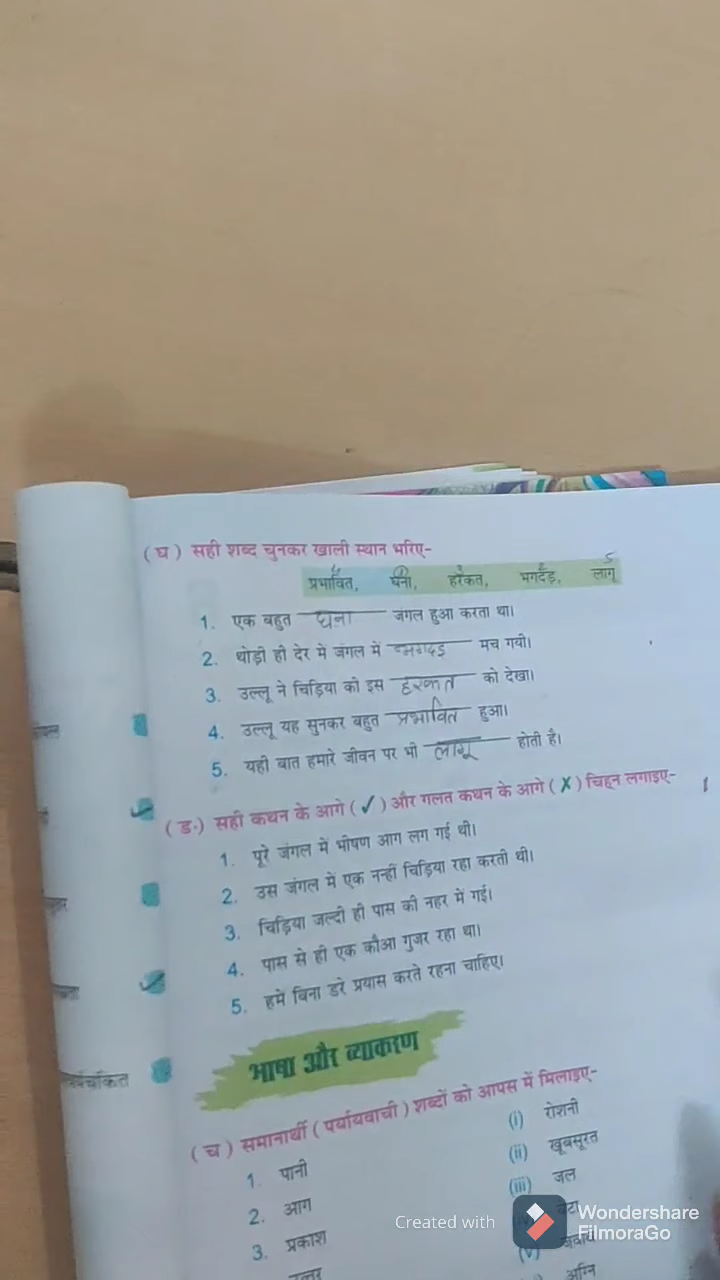 (घ) सही शब्द चुनकर खाली स्थान भरिए-
प्रभावित, घना, हरकत, भगदड़, लागू
1. एक बहुत घना जंगल हुआ करता था।
2. थोड़ी ही देर में जंगल में भगदड़ मच गयी।
3. उल्लू ने चिड़िया की इस हरकत को देखा।
4. उल्लू यह सुनकर बहुत प्रभावित हुआ।
5. यही बात हमारे जीवन पर भी लागू होती है।
(ङ) सही कथन के आगे (✓) और गलत कथन के आगे (✗) चिह्न लगाइए-
1. पूरे जंगल में भीषण आग लग गई थी।
2. उस जंगल में एक नन्हीं चिड़िया रहा करती थी।
3. चिड़िया जल्दी ही पास की नहर में गई।
4. पास से ही एक कौआ गुजर रहा था।
5. हमें बिना डरे प्रयास करते रहना चाहिए।
भाषा और व्याकरण
(च) समानार्थी (पर्यायवाची) शब्दों को आपस में मिलाइए-
1. पानी (i) रोशनी
2. आग (ii) खूबसूरत
3. प्रकाश (iii) जल
बेटा
(v)
अग्नि
Created with Wondershare FilmoraGo